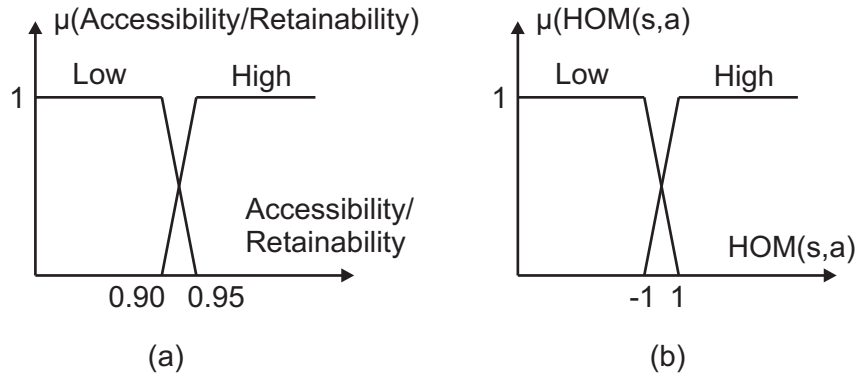 μ(Accessibility/Retainability)
Low
High
1
Accessibility/
Retainability
0.90
0.95
(a)
μ(HOM(s,a)
Low
High
1
HOM(s,a)
-1
1
(b)